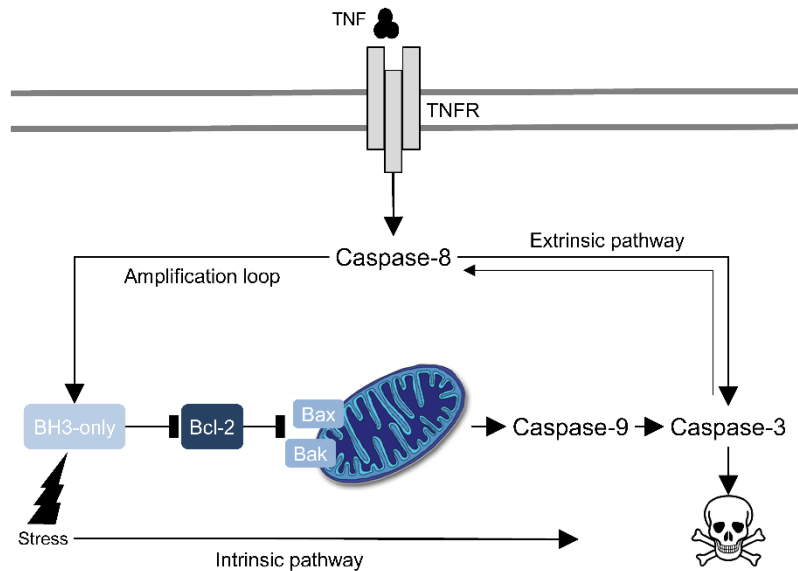 TNF
TNFR
Caspase-8
Extrinsic pathway
Amplification loop
BH3-only
Bcl-2
Bax
Bak
Caspase-9
Caspase-3
Stress
Intrinsic pathway